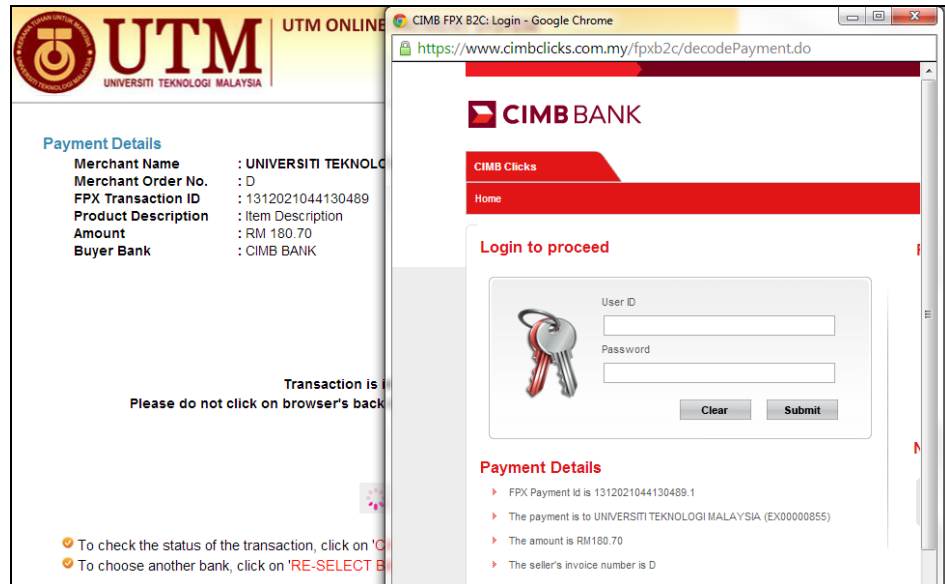 UTM
UNIVERSITI TEKNOLOGI MALAYSIA
UTM ONLINE
Payment Details
Merchant Name : UNIVERSITI TEKNOLO
Merchant Order No. : D
FPX Transaction ID : 1312021044130489
Product Description : Item Description
Amount : RM 180.70
Buyer Bank : CIMB BANK
Transaction is i
Please do not click on browser's back
To check the status of the transaction, click on 'C
To choose another bank, click on 'RE-SELECT B
CIMB FPX B2C: Login - Google Chrome
https://www.cimbclicks.com.my/fpxb2c/decodePayment.do
CIMB BANK
CIMB Clicks
Home
Login to proceed
User ID
Password
Clear Submit
Payment Details
FPX Payment Id is 1312021044130489.1
The payment is to UNIVERSITI TEKNOLOGI MALAYSIA (EX00000855)
The amount is RM180.70
The seller's invoice number is D